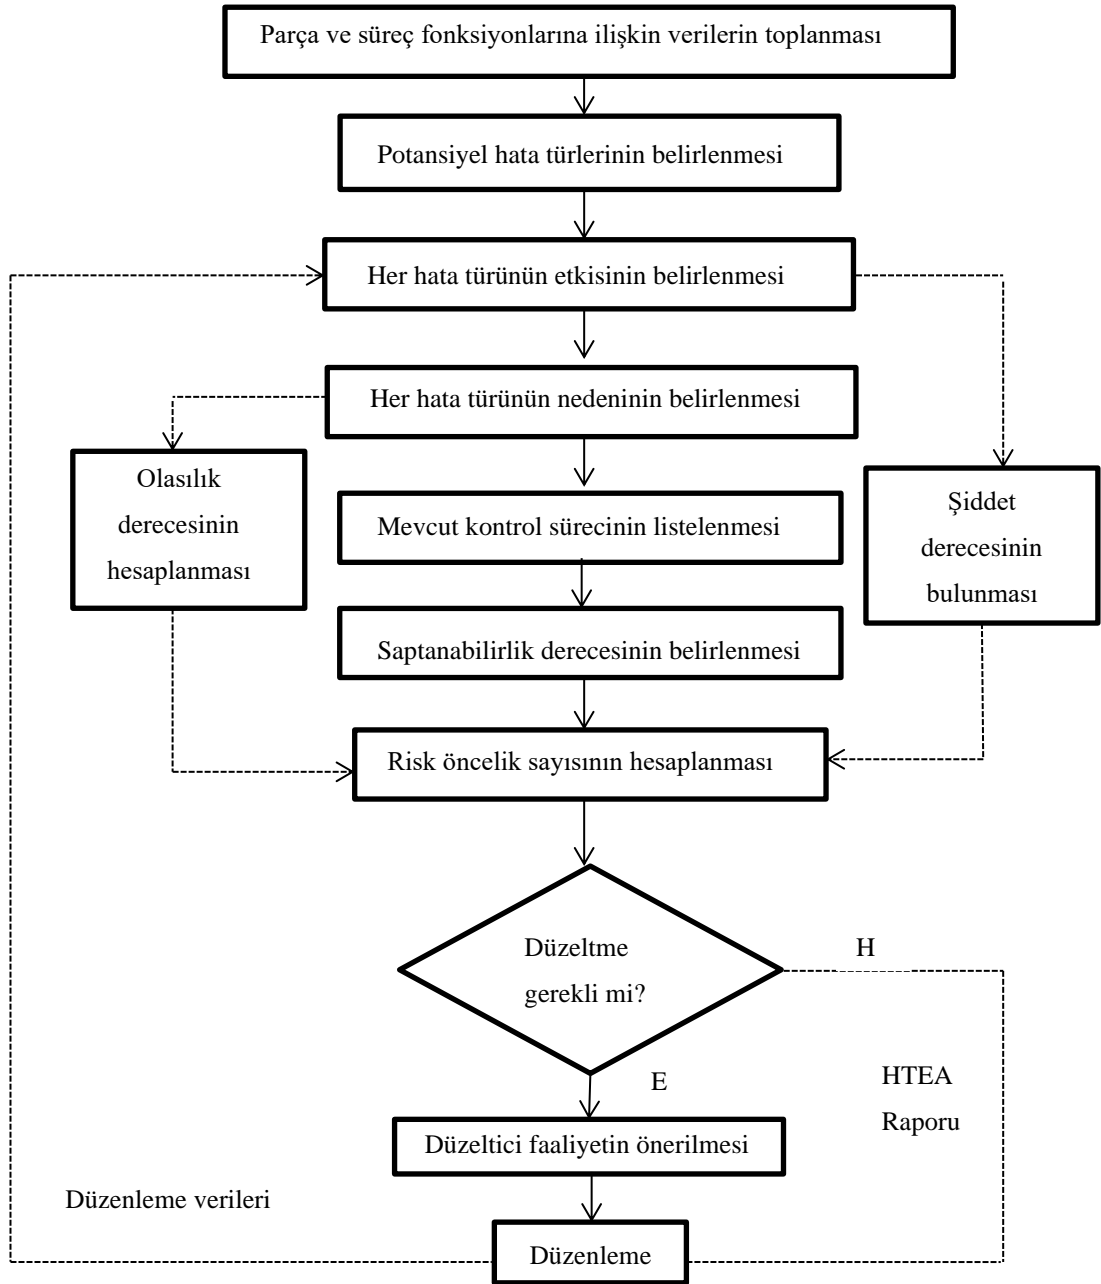 Parça ve süreç fonksiyonlarına ilişkin verilerin toplanması
Potansiyel hata türlerinin belirlenmesi
Her hata türünün etkisinin belirlenmesi
Her hata türünün nedeninin belirlenmesi
Olasılık
derecesinin
hesaplanması
Mevcut kontrol sürecinin listelenmesi
Şiddet
derecesinin
bulunması
Saptanabilirlik derecesinin belirlenmesi
Risk öncelik sayısının hesaplanması
Düzeltme
gerekli mi?
H
E
HTEA
Raporu
Düzeltici faaliyetin önerilmesi
Düzenleme verileri
Düzenleme